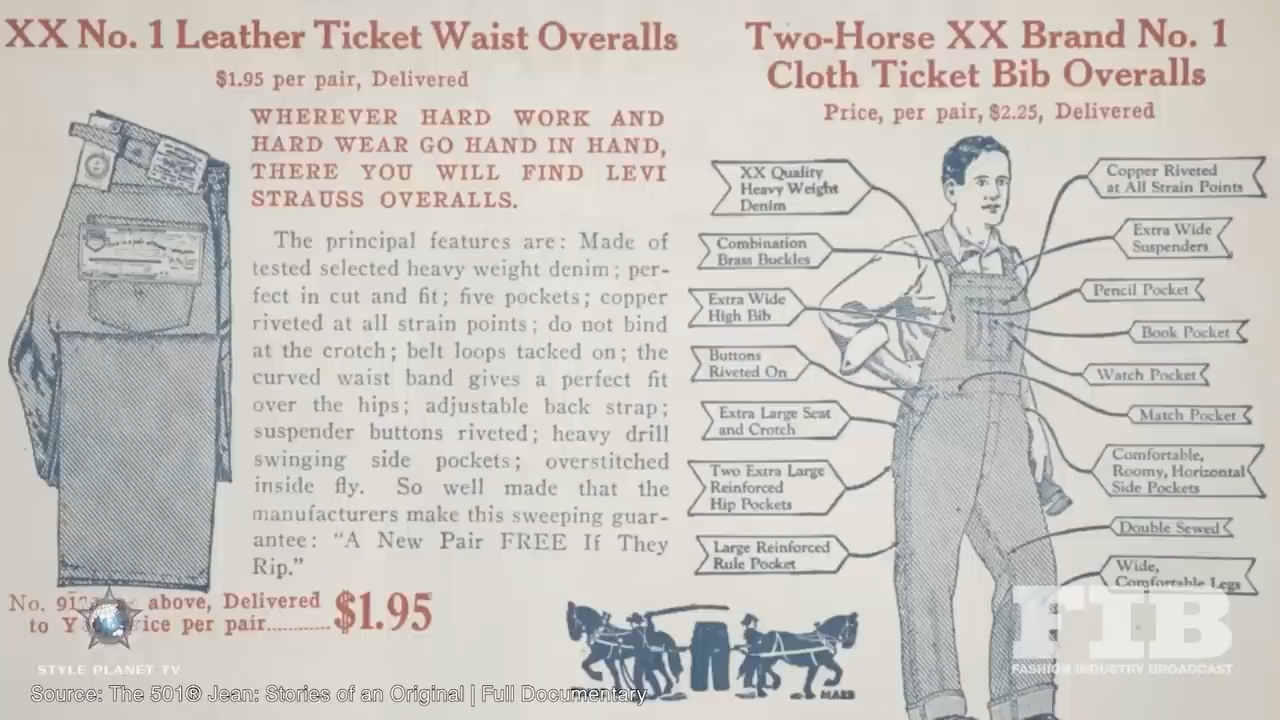 XX No. 1 Leather Ticket Waist Overalls
$1.95 per pair, Delivered
WHEREVER HARD WORK AND
HARD WEAR GO HAND IN HAND,
THERE YOU WILL FIND LEVI
STRAUSS OVERALLS.
The principal features are: Made of
tested selected heavy weight denim; per-
fect in cut and fit; five pockets; copper
riveted at all strain points; do not bind
at the crotch; belt loops tacked on; the
curved waist band gives a perfect fit
over the hips; adjustable back strap;
suspender buttons riveted; heavy drill
swinging side pockets; overstitched
inside fly. So well made that the
manufacturers make this sweeping guar-
antee: "A New Pair FREE If They
Rip."
No. above, Delivered
to per pair............ $1.95
Two-Horse XX Brand No. 1
Cloth Ticket Bib Overalls
Price, per pair, $2.25, Delivered
XX Quality
Heavy Weight
Denim
Combination
Brass Buckles
Extra Wide
High Bib
Buttons
Riveted On
Extra Large Seat
and Crotch
Two Extra Large
Reinforced
Hip Pockets
Large Reinforced
Rule Pocket
Copper Riveted
at All Strain Points
Extra Wide
Suspenders
Pencil Pocket
Book Pocket
Watch Pocket
Match Pocket
Comfortable,
Roomy, Horizontal
Side Pockets
Double Sewed
Wide,
Comfortable Legs
MARK
FIB
FASHION INDUSTRY BROADCAST
STYLE PLANET TV
Source: The 501® Jean: Stories of an Original | Full Documentary